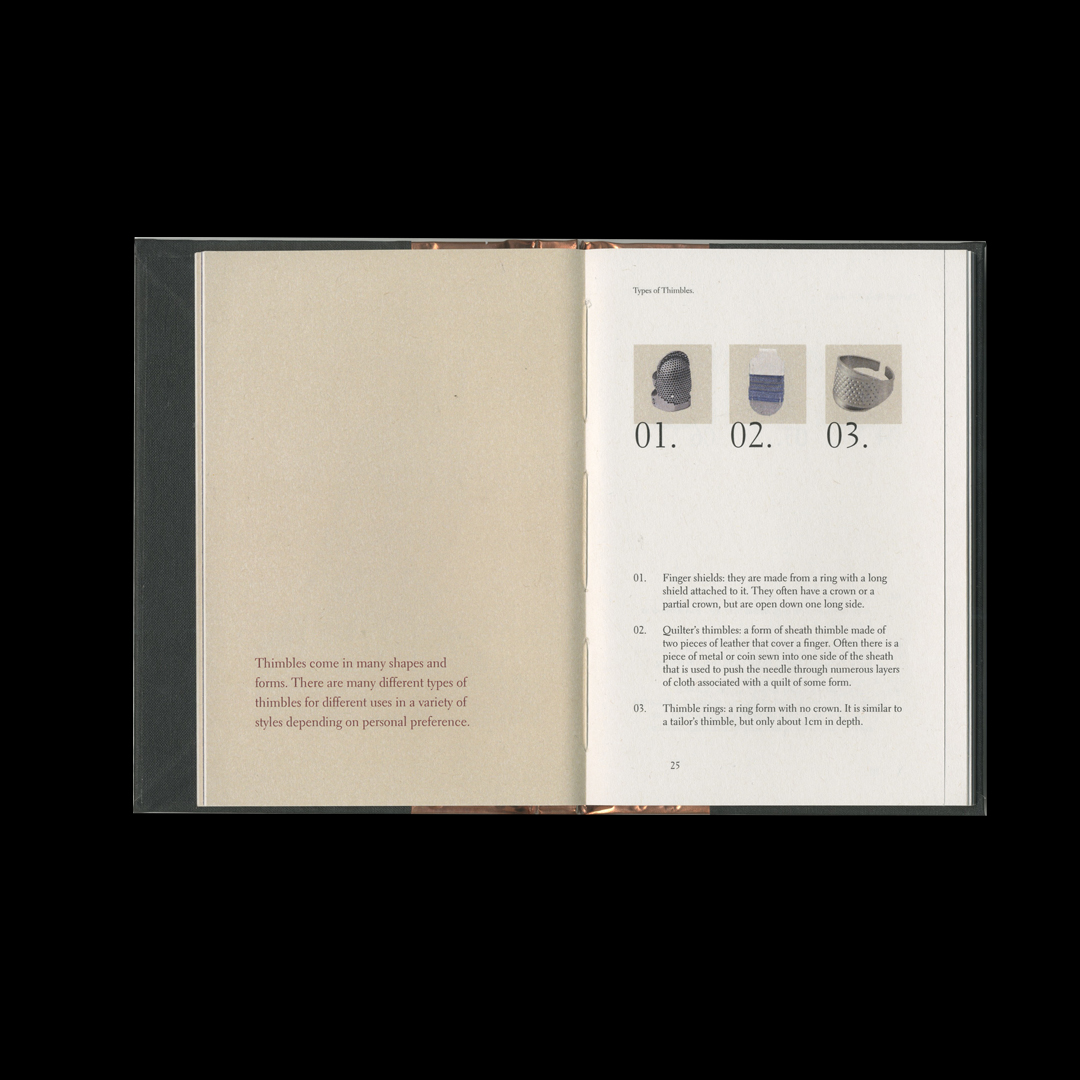 Thimbles come in many shapes and
forms. There are many different types of
thimbles for different uses in a variety of
styles depending on personal preference.
Types of Thimbles.
01. 02. 03.
01. Finger shields: they are made from a ring with a long
shield attached to it. They often have a crown or a
partial crown, but are open down one long side.
02. Quilter's thimbles: a form of sheath thimble made of
two pieces of leather that cover a finger. Often there is a
piece of metal or coin sewn into one side of the sheath
that is used to push the needle through numerous layers
of cloth associated with a quilt of some form.
03. Thimble rings: a ring form with no crown. It is similar to
a tailor's thimble, but only about 1cm in depth.
25